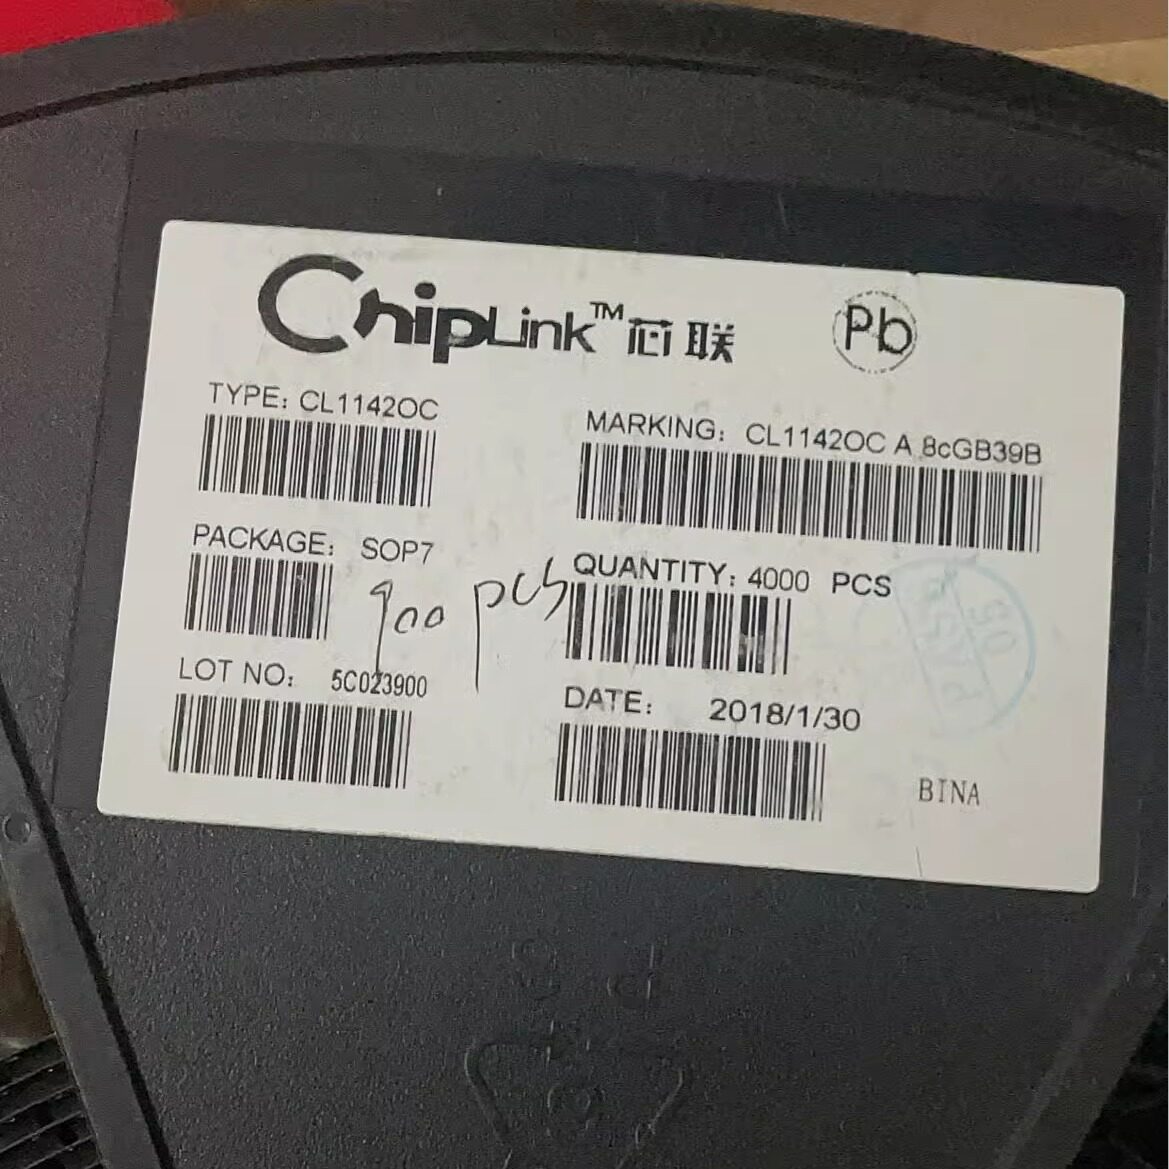 ChipLink™芯联
Pb
TYPE: CL1142OC
MARKING: CL1142OC A 8cGB39B
PACKAGE: SOP7
QUANTITY: 4000 PCS
900 pcs
LOT NO: 5C023900
DATE: 2018/1/30
BINA